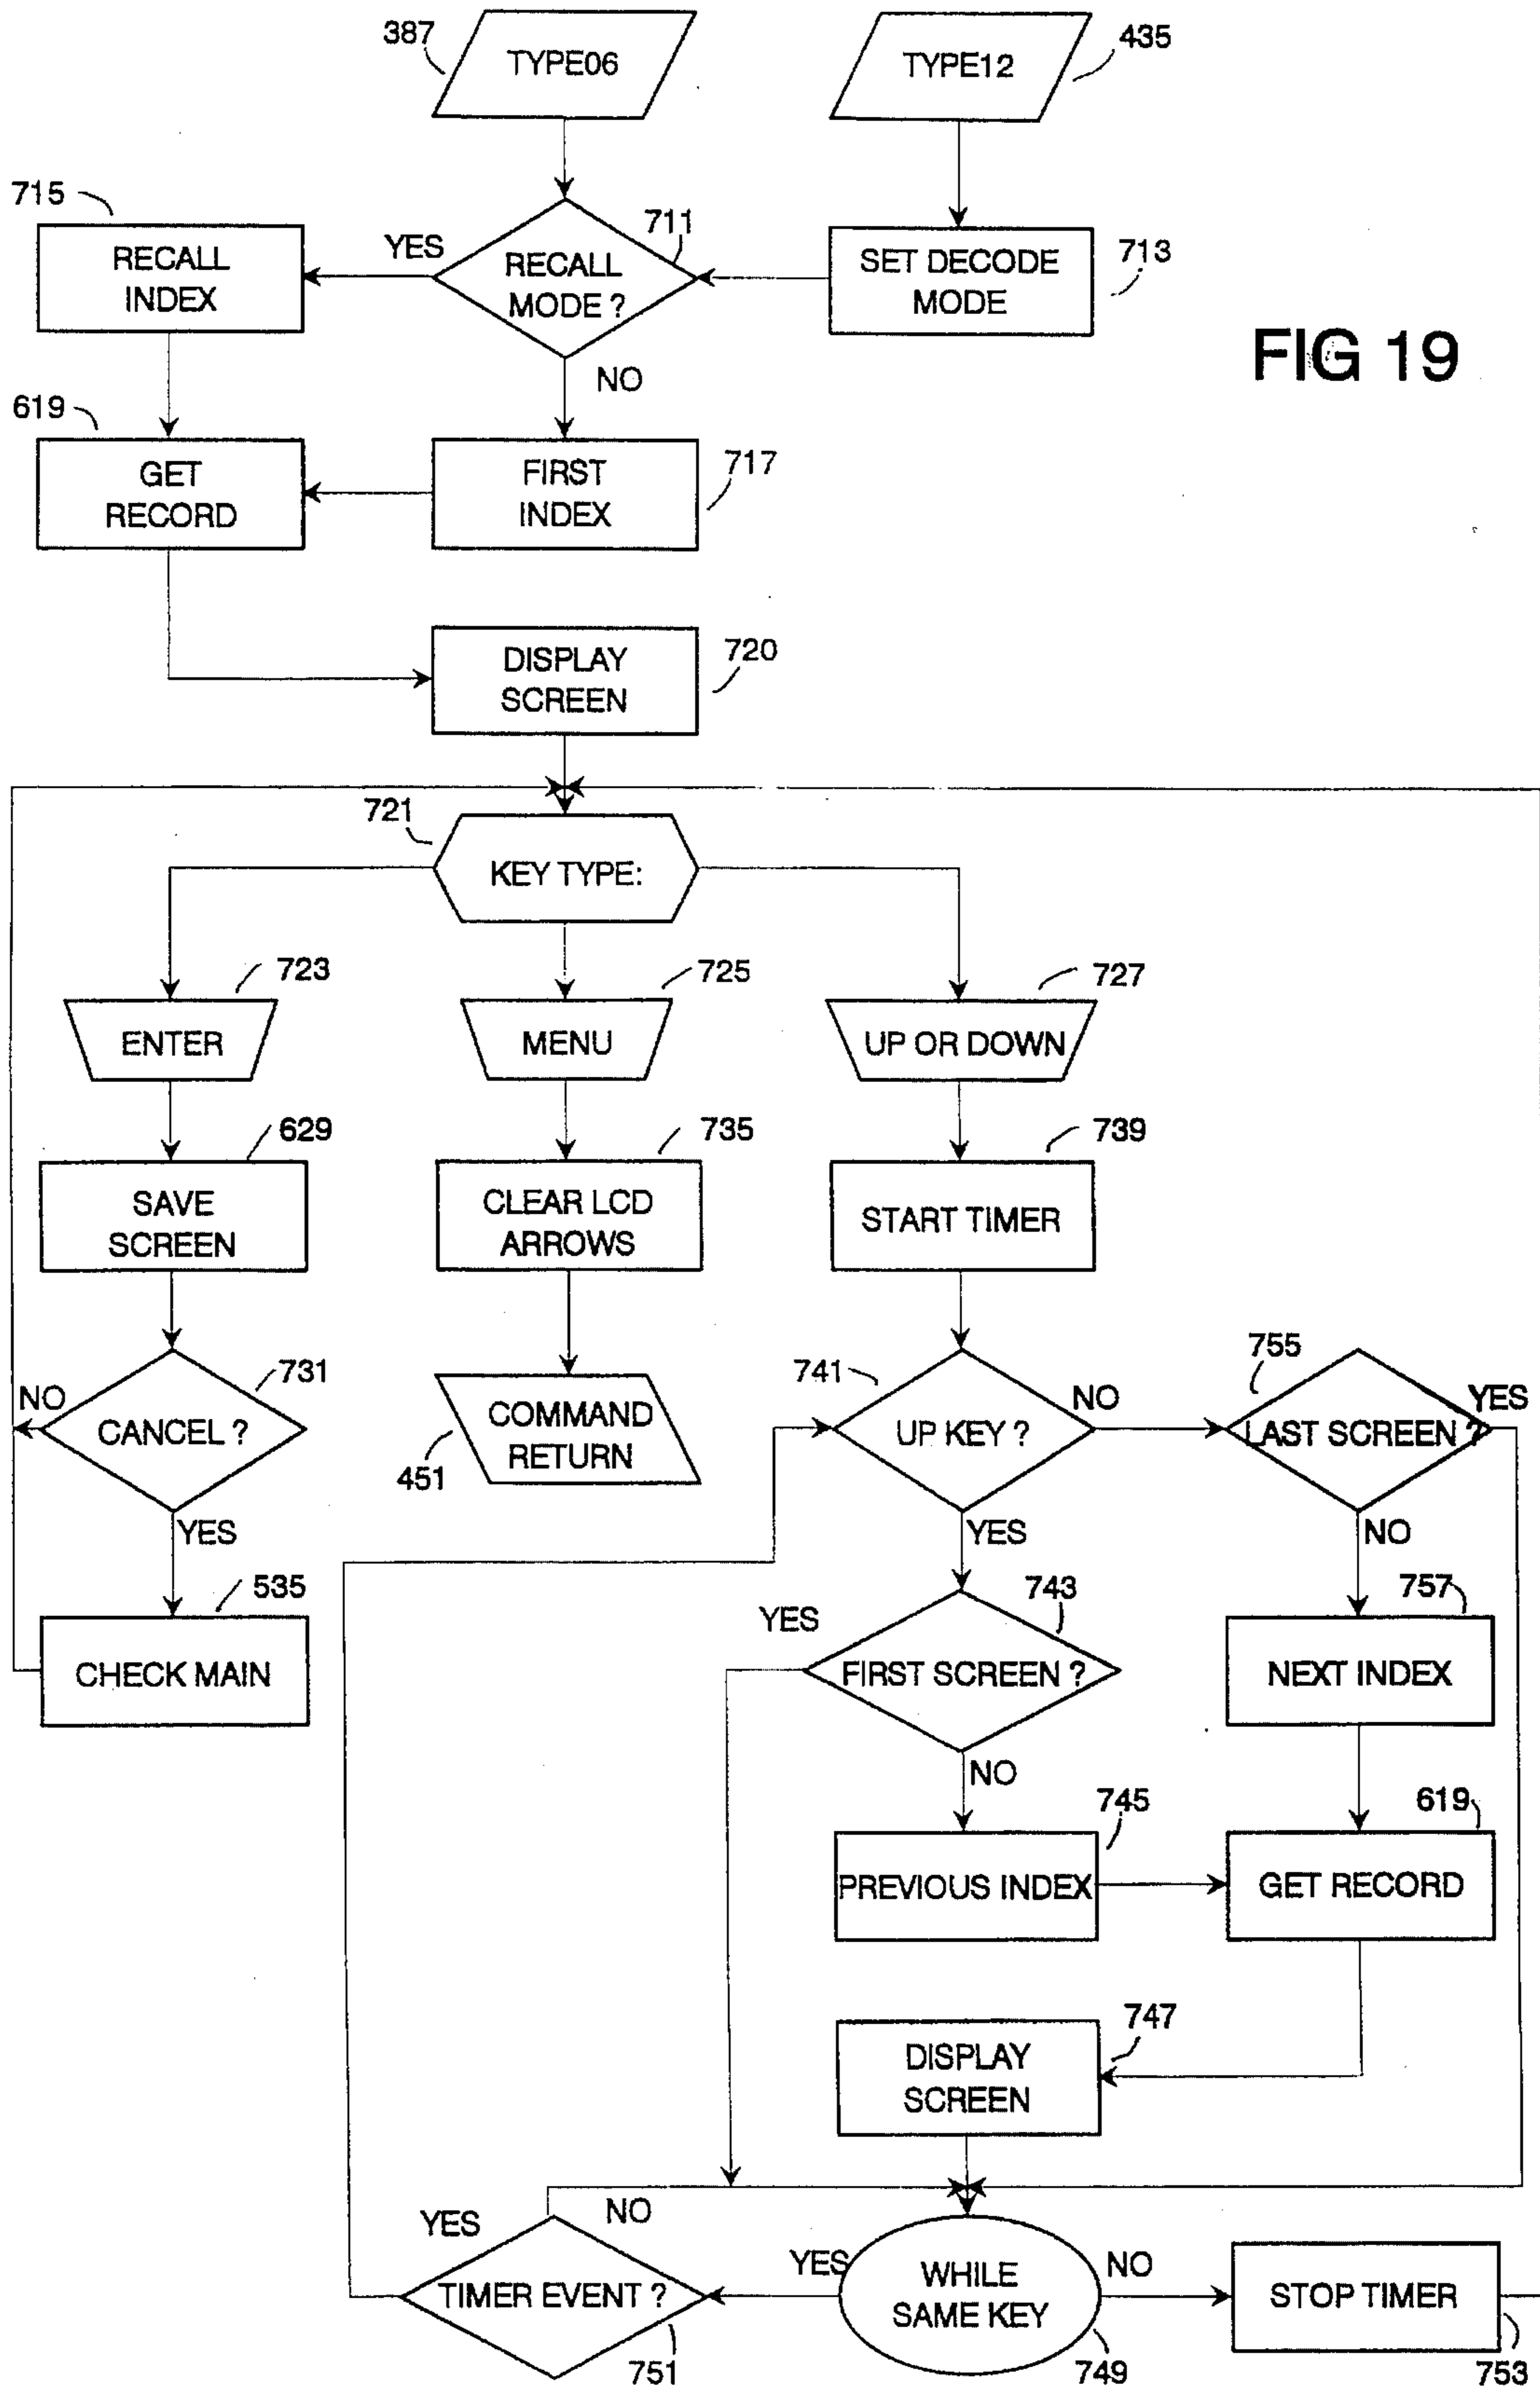 387
TYPE06
TYPE12
435
715
RECALL
INDEX
YES
711
RECALL
MODE ?
SET DECODE
MODE
713
FIG 19
NO
619
GET
RECORD
FIRST
INDEX
717
DISPLAY
SCREEN
720
721
KEY TYPE:
723
725
727
ENTER
MENU
UP OR DOWN
629
735
739
SAVE
SCREEN
CLEAR LCD
ARROWS
START TIMER
731
NO
CANCEL ?
YES
COMMAND
RETURN
451
741
UP KEY ?
NO
755
YES
LAST SCREEN ?
YES
NO
535
CHECK MAIN
YES
743
FIRST SCREEN ?
757
NEXT INDEX
NO
745
PREVIOUS INDEX
619
GET RECORD
747
DISPLAY
SCREEN
YES
NO
TIMER EVENT ?
751
YES
WHILE
SAME KEY
749
NO
STOP TIMER
753